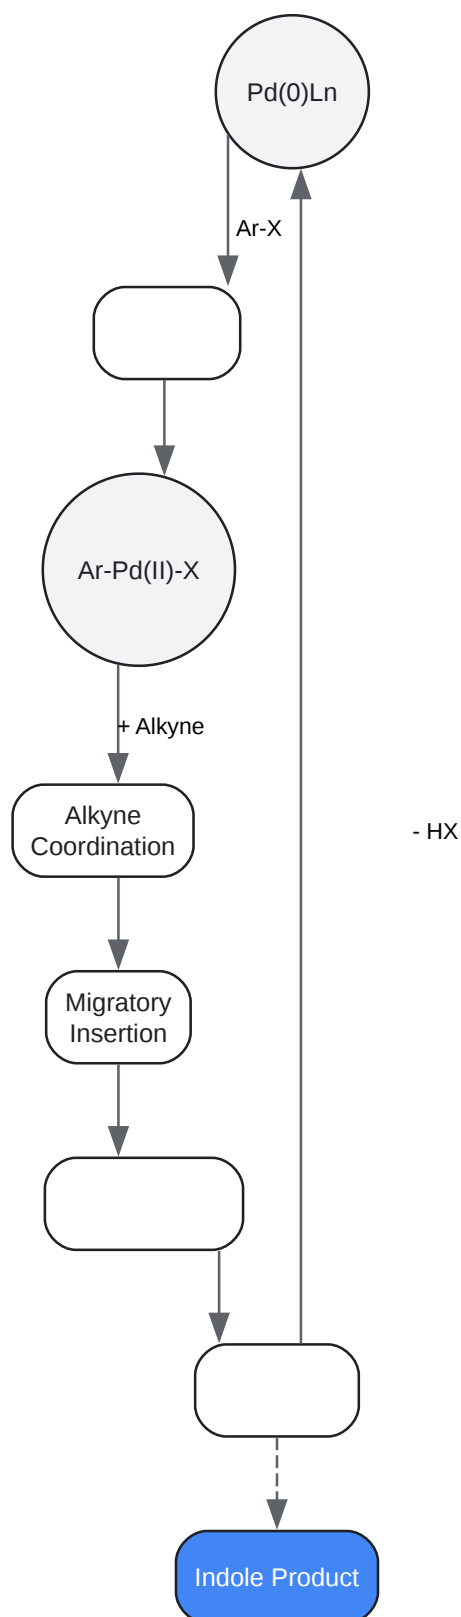 Pd(0)Ln
Ar-X
Ar-Pd(II)-X
+ Alkyne
Alkyne
Coordination
- HX
Migratory
Insertion
Indole Product